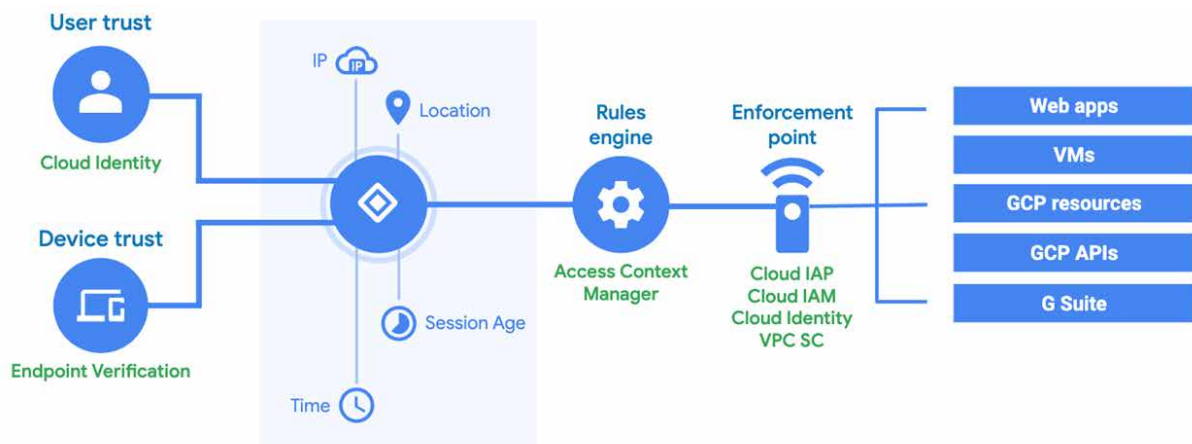 User trust
Cloud Identity
Device trust
Endpoint Verification
IP
IP
Location
Session Age
Time
Rules
engine
Access Context
Manager
Enforcement
point
Cloud IAP
Cloud IAM
Cloud Identity
VPC SC
Web apps
VMs
GCP resources
GCP APIs
G Suite